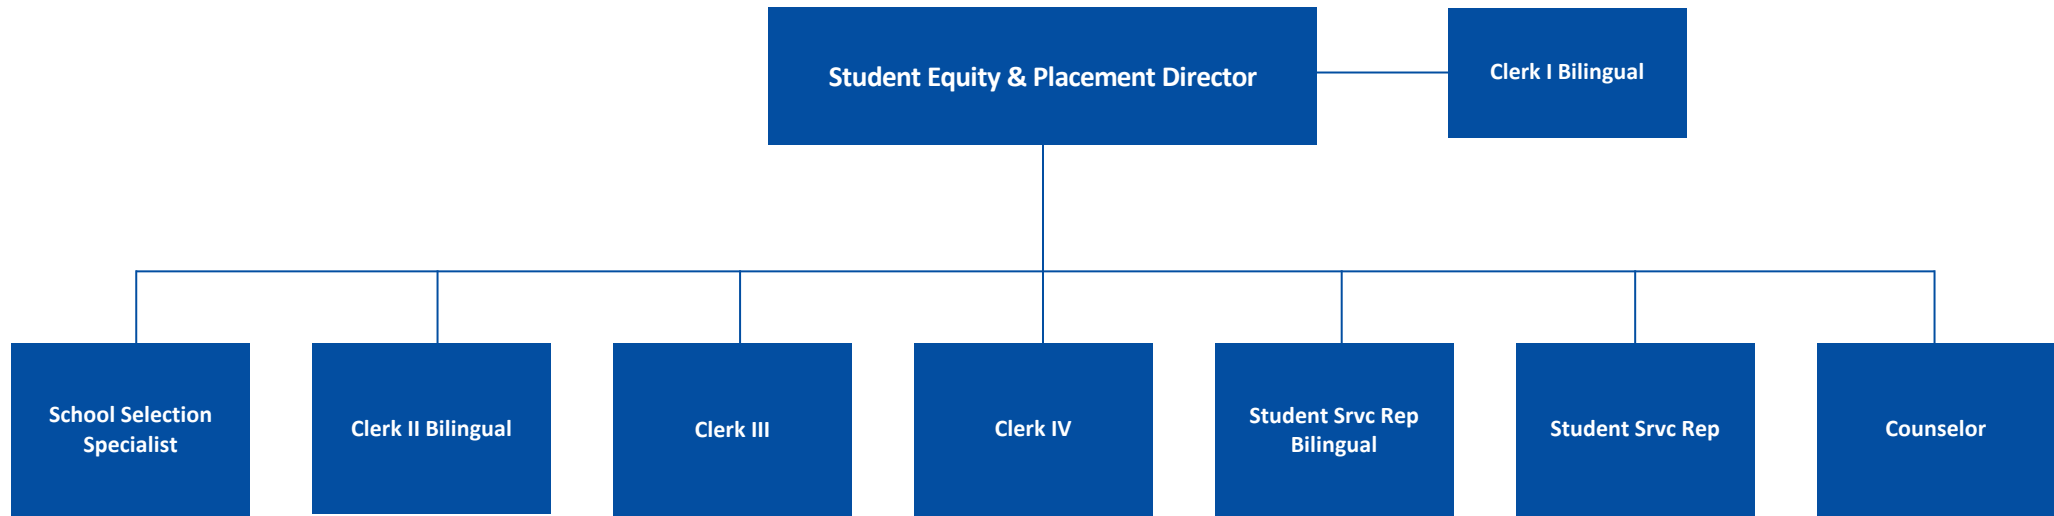 Student Equity & Placement Director
Clerk I Bilingual
School Selection
Specialist
Clerk II Bilingual
Clerk III
Clerk IV
Student Srvc Rep
Bilingual
Student Srvc Rep
Counselor